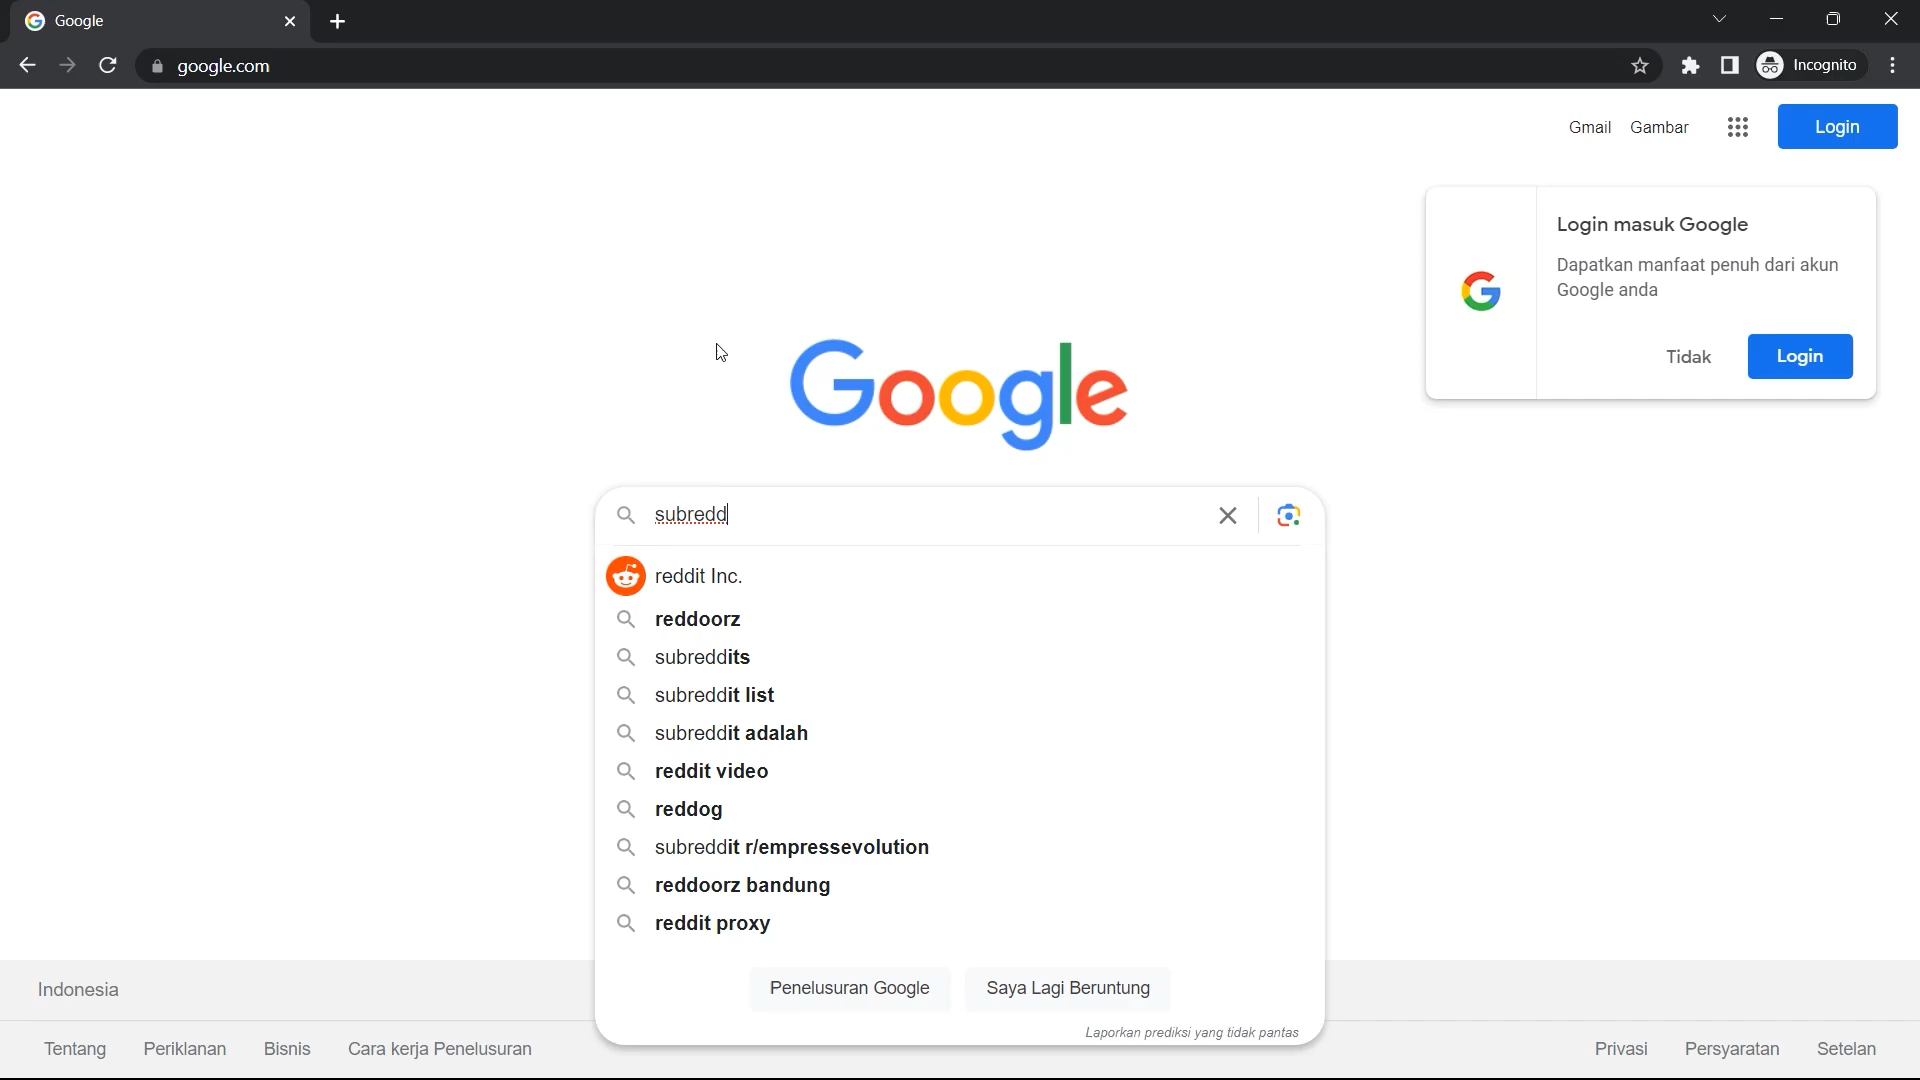 Google
google.com
Incognito
Gmail Gambar Login
Login masuk Google
Dapatkan manfaat penuh dari akun
Google anda
Tidak Login
Google
subredd
reddit Inc.
reddoorz
subreddits
subreddit list
subreddit adalah
reddit video
reddog
subreddit r/empressevolution
reddoorz bandung
reddit proxy
Penelusuran Google Saya Lagi Beruntung
Laporkan prediksi yang tidak pantas
Indonesia
Tentang Periklanan Bisnis Cara kerja Penelusuran Privasi Persyaratan Setelan